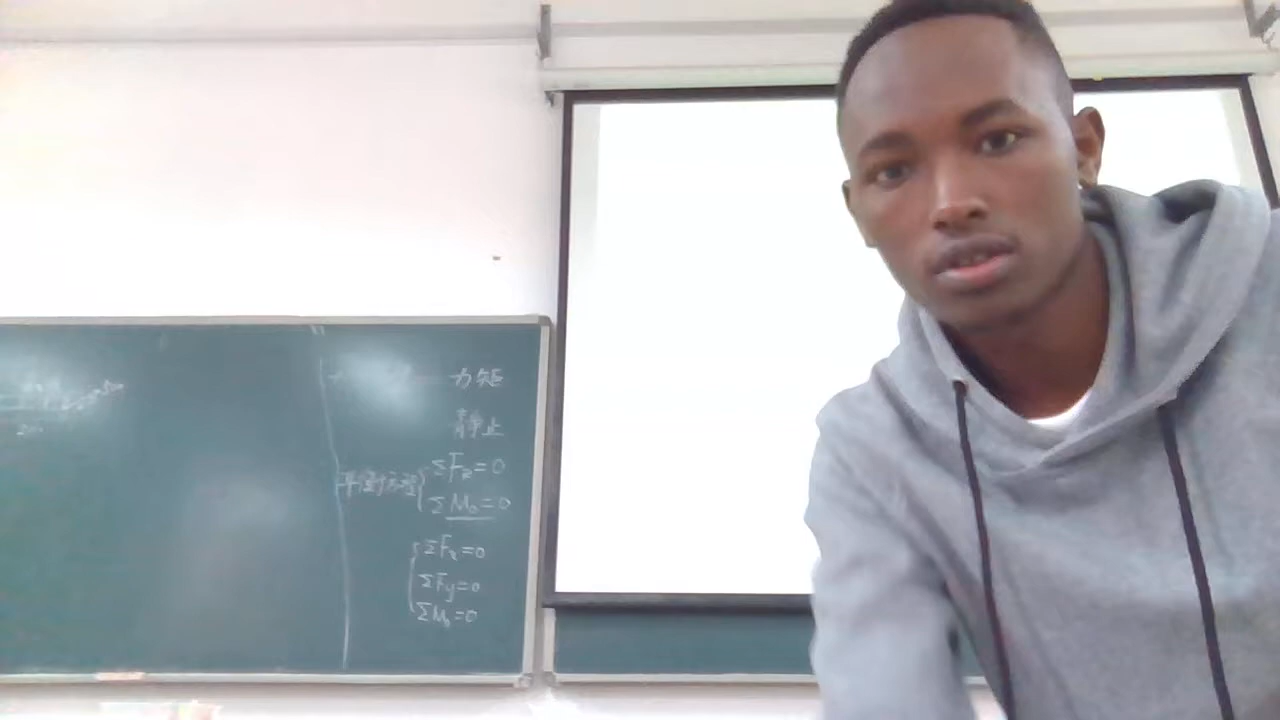 力矩
静止
平衡方程 ΣF_R=0
ΣM_o=0
ΣF_x=0
ΣF_y=0
ΣM_o=0